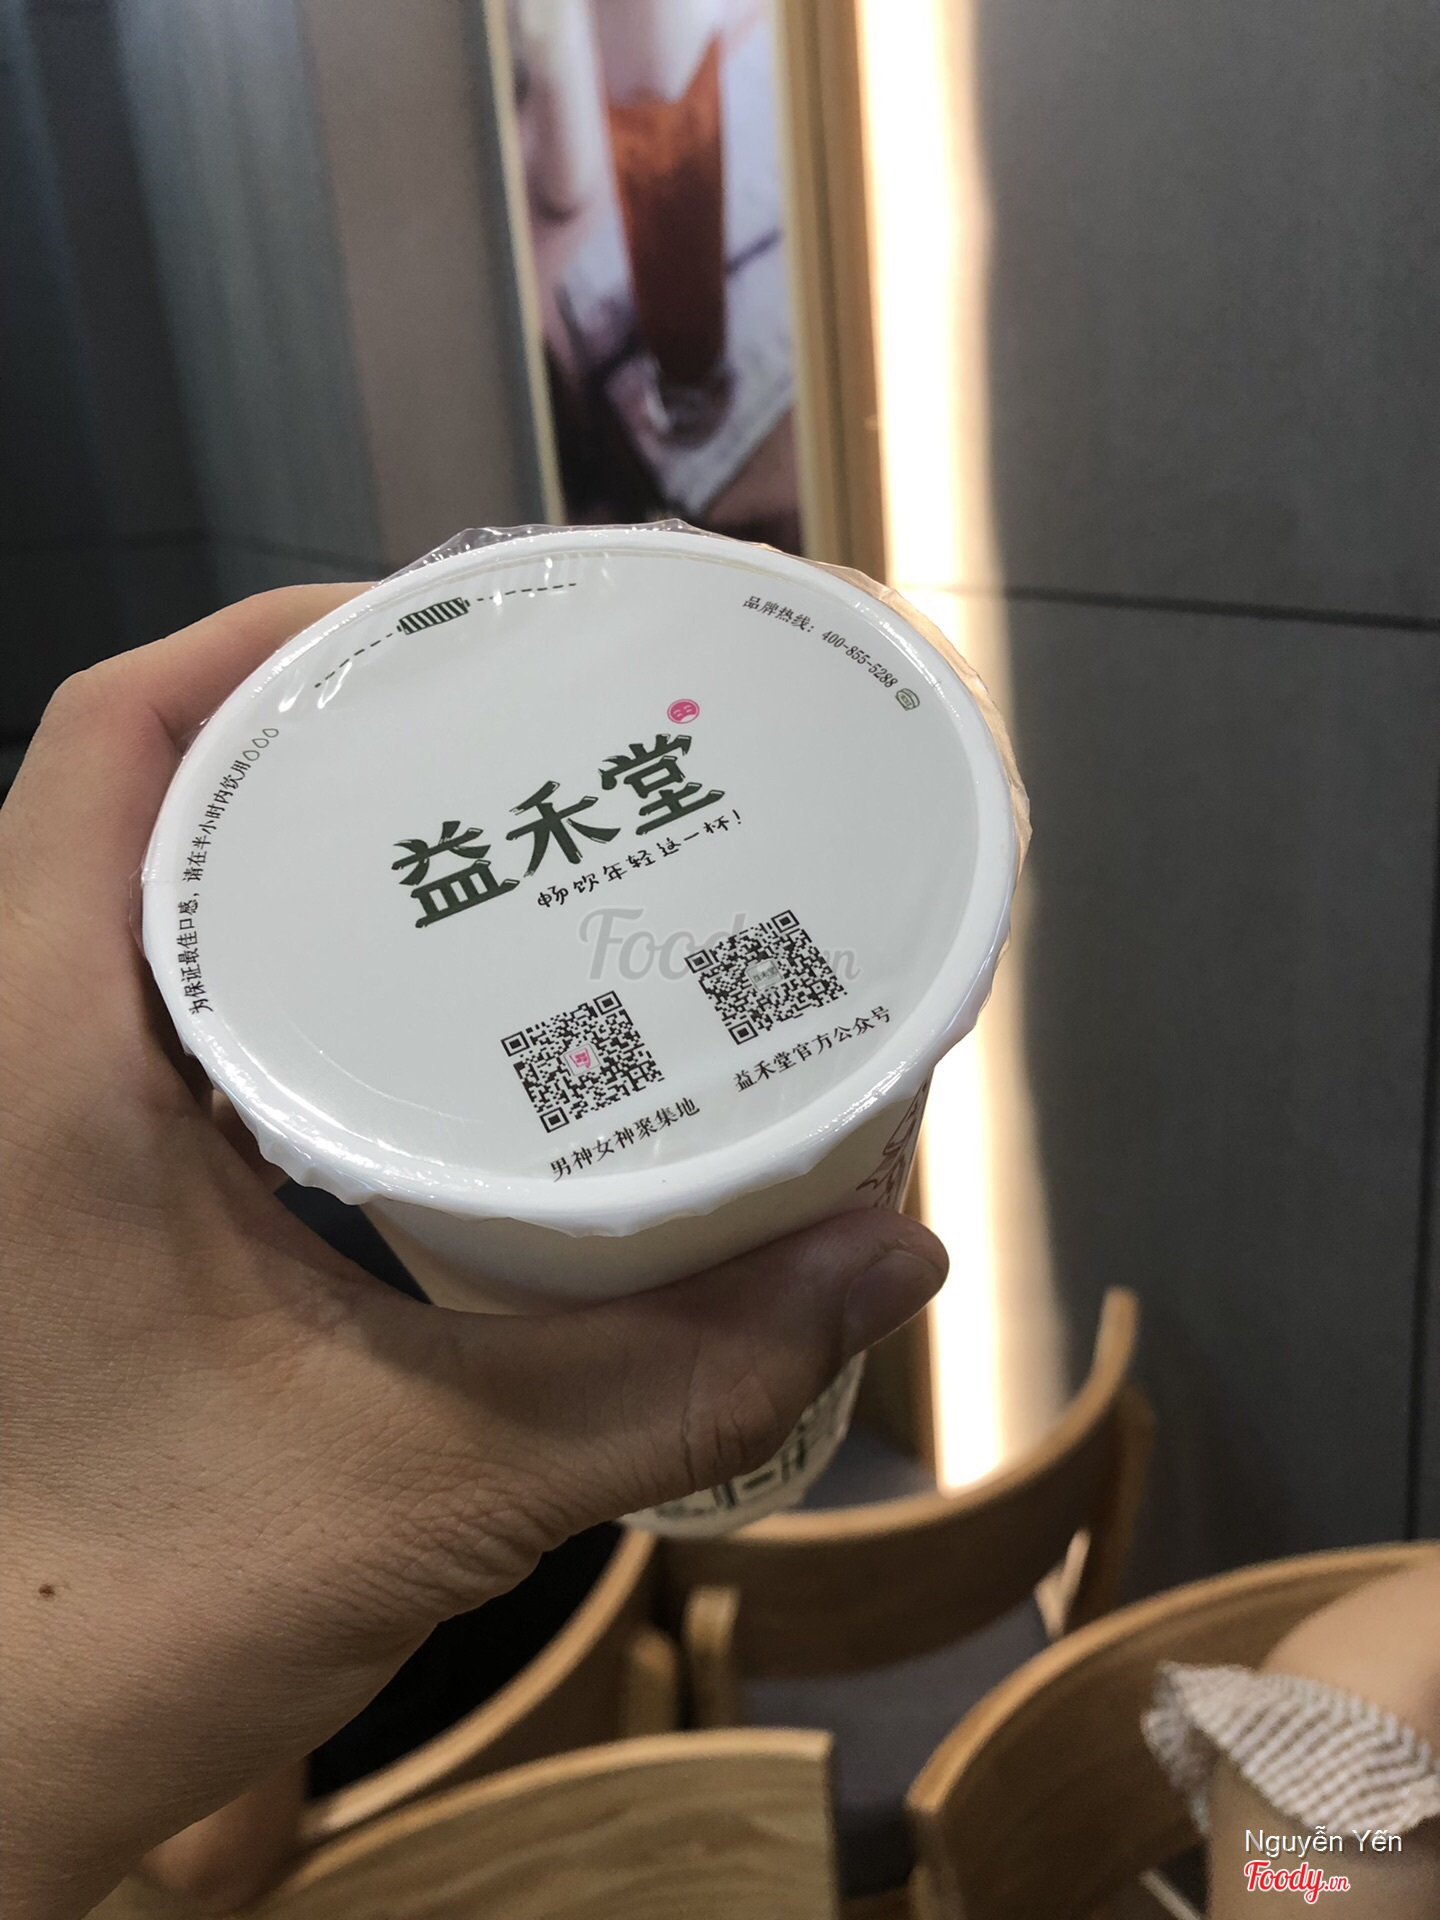 品牌热线：400-855-5288
为保证最佳口感，请在半小时内饮用
益禾堂
畅饮年轻这一杯！
Foody.vn
男神女神聚集地
益禾堂官方公众号
Nguyễn Yến
Foody.vn